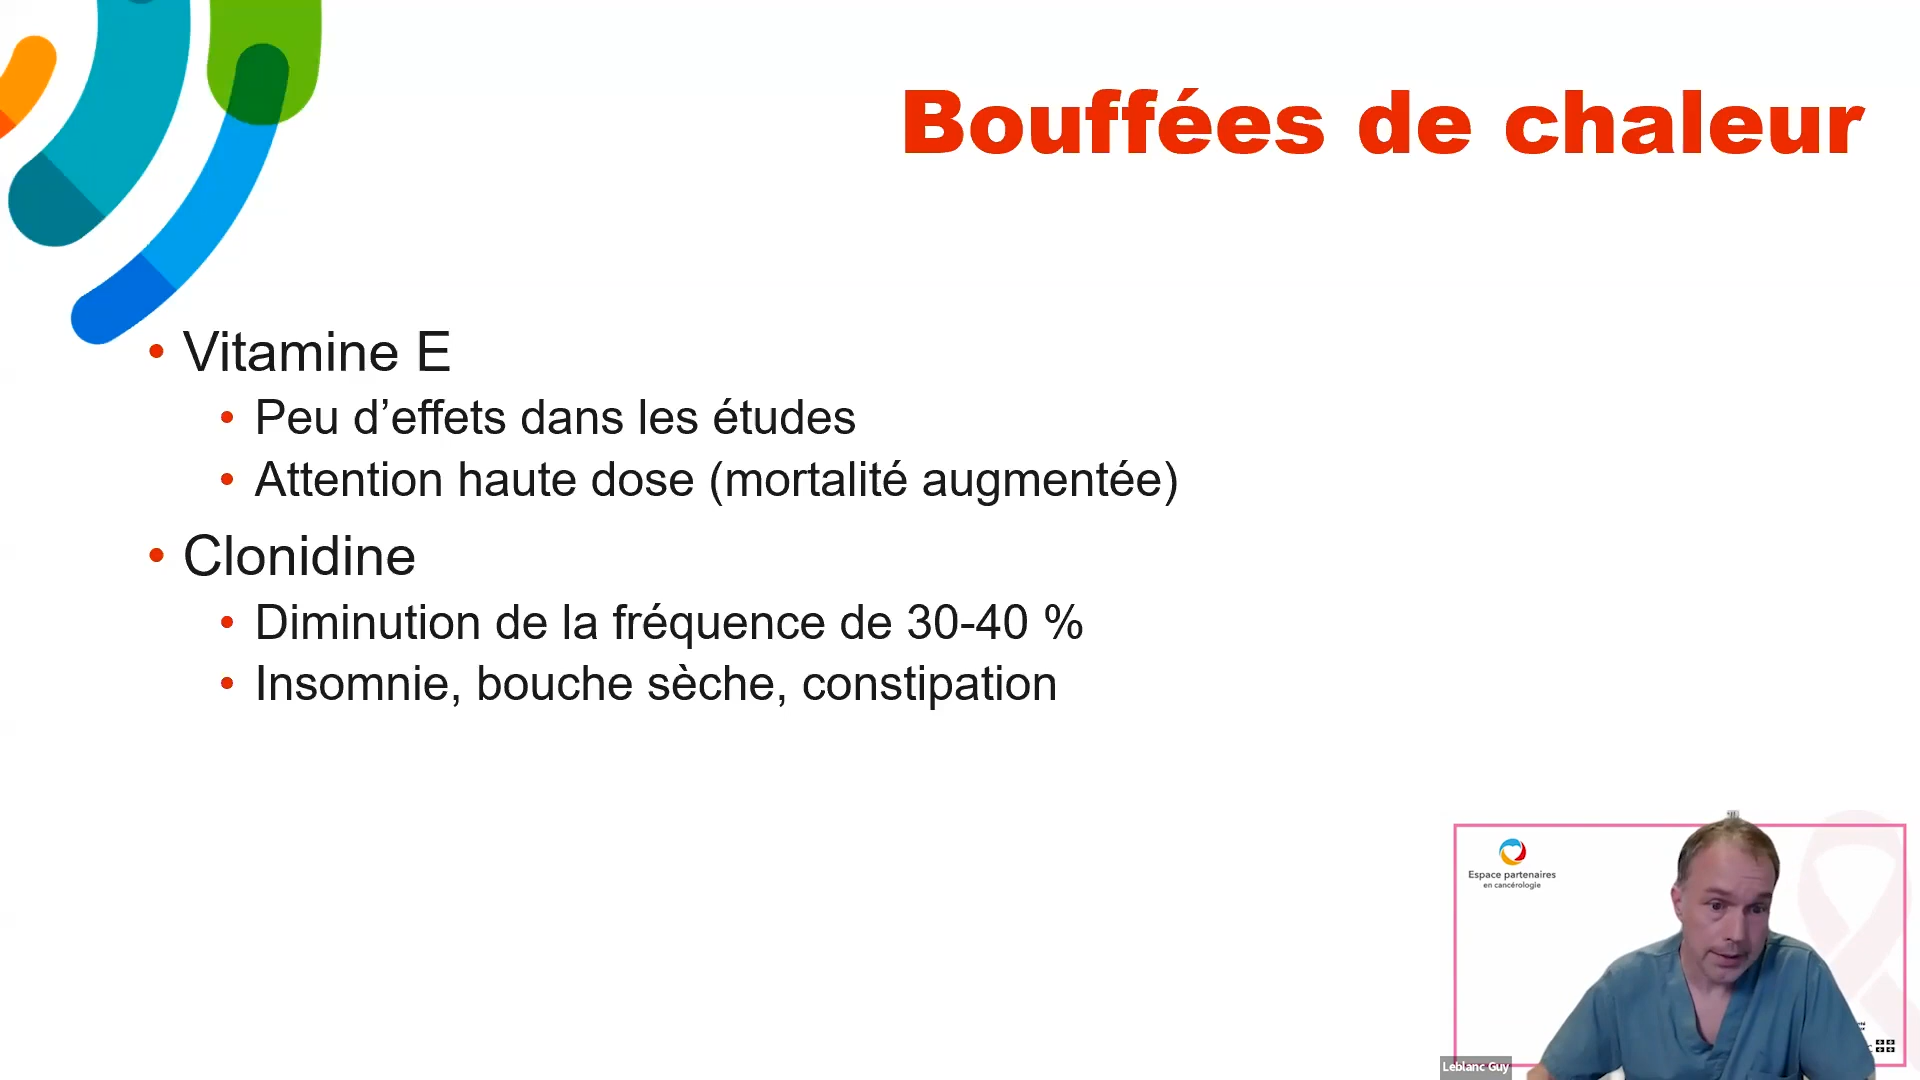 Bouffées de chaleur
• Vitamine E
• Peu d’effets dans les études
• Attention haute dose (mortalité augmentée)
• Clonidine
• Diminution de la fréquence de 30-40 %
• Insomnie, bouche sèche, constipation
Espace partenaires
en cancérologie
Leblanc Guy